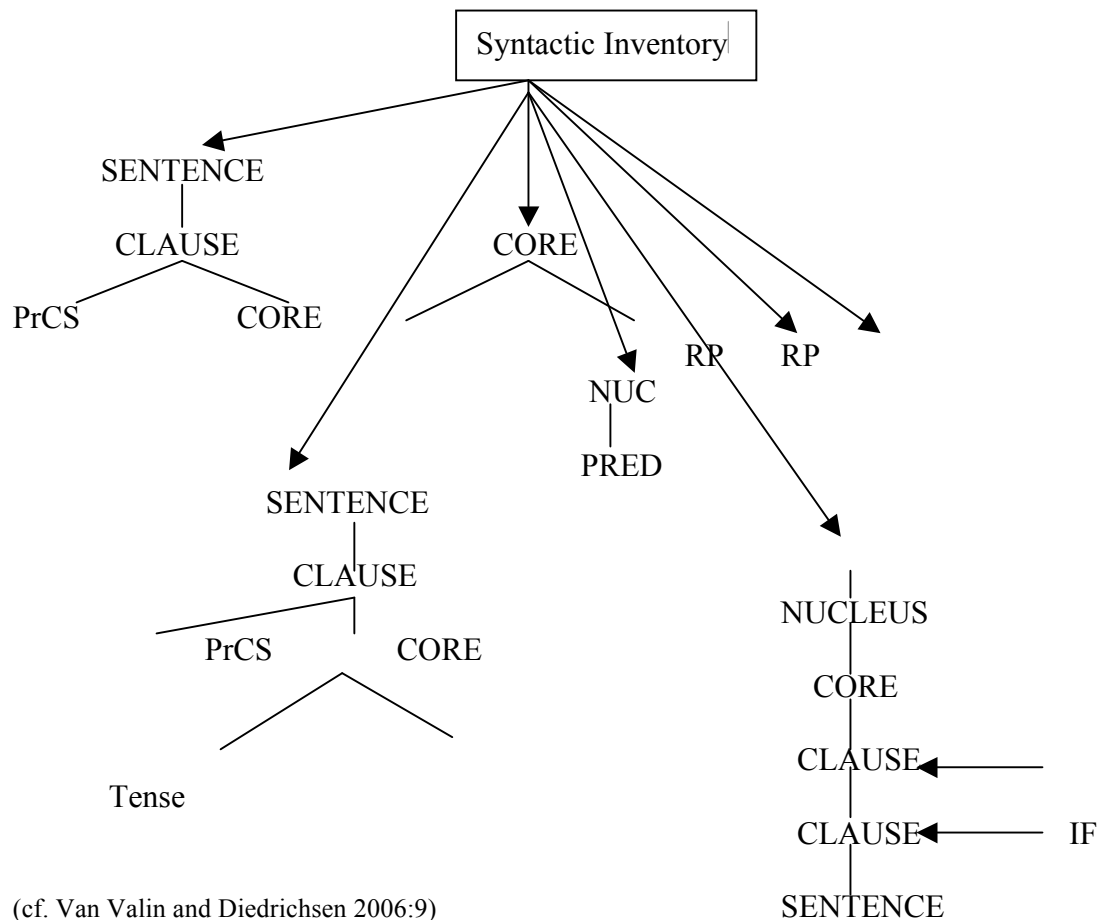 Syntactic Inventory
SENTENCE
CLAUSE CORE
PrCS CORE
RP RP
NUC
PRED
SENTENCE
CLAUSE
PrCS CORE
NUCLEUS
CORE
CLAUSE
Tense
CLAUSE IF
(cf. Van Valin and Diedrichsen 2006:9) SENTENCE